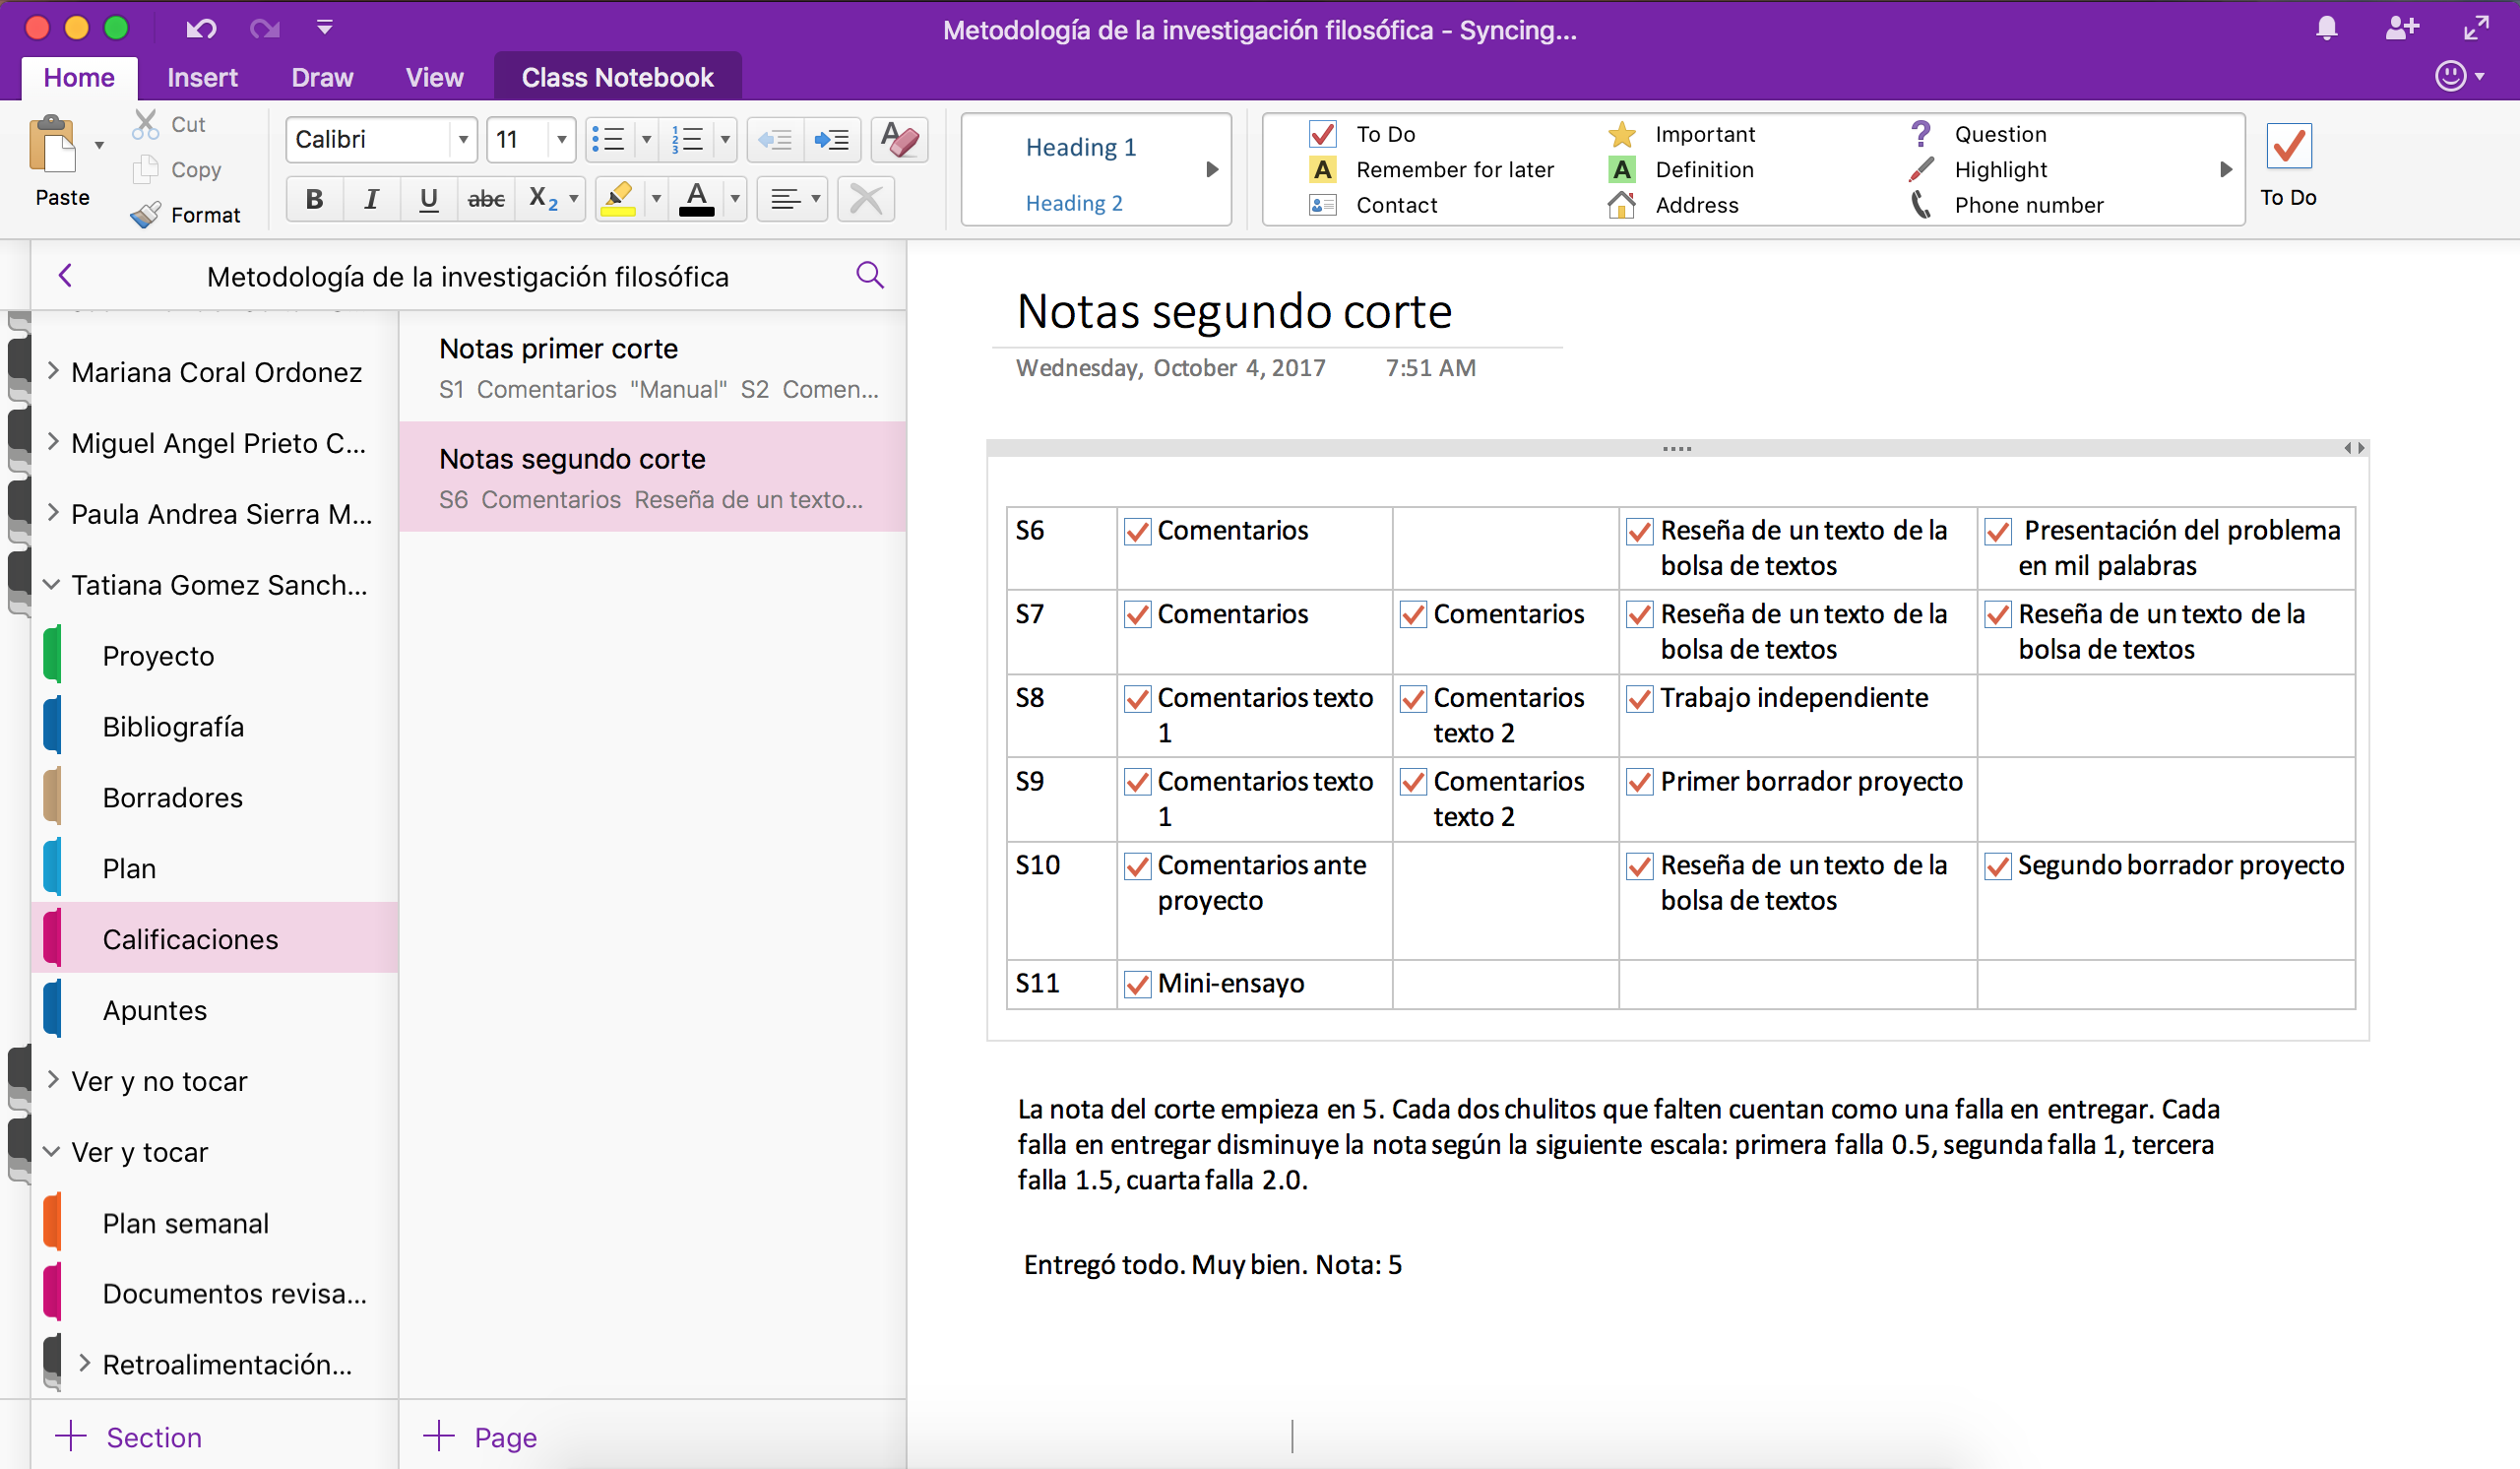 Metodología de la investigación filosófica - Syncing...
Home Insert Draw View Class Notebook
Paste
Cut
Copy
Format
Calibri 11
B I U abc X2 A
Heading 1
Heading 2
To Do Important Question
A Remember for later A Definition Highlight
Contact Address Phone number
To Do
Metodología de la investigación filosófica
Mariana Coral Ordonez
Miguel Angel Prieto C...
Paula Andrea Sierra M...
Tatiana Gomez Sanch...
Proyecto
Bibliografía
Borradores
Plan
Calificaciones
Apuntes
Ver y no tocar
Ver y tocar
Plan semanal
Documentos revisa...
Retroalimentación...
+ Section
Notas primer corte
S1 Comentarios "Manual" S2 Comen...
Notas segundo corte
S6 Comentarios Reseña de un texto...
+ Page
Notas segundo corte
Wednesday, October 4, 2017 7:51 AM
S6 Comentarios Reseña de un texto de la Presentación del problema
bolsa de textos en mil palabras
S7 Comentarios Comentarios Reseña de un texto de la Reseña de un texto de la
bolsa de textos bolsa de textos
S8 Comentarios texto Comentarios Trabajo independiente
1 texto 2
S9 Comentarios texto Comentarios Primer borrador proyecto
1 texto 2
S10 Comentarios ante Reseña de un texto de la Segundo borrador proyecto
proyecto bolsa de textos
S11 Mini-ensayo
La nota del corte empieza en 5. Cada dos chulitos que falten cuentan como una falla en entregar. Cada
falla en entregar disminuye la nota según la siguiente escala: primera falla 0.5, segunda falla 1, tercera
falla 1.5, cuarta falla 2.0.
Entregó todo. Muy bien. Nota: 5